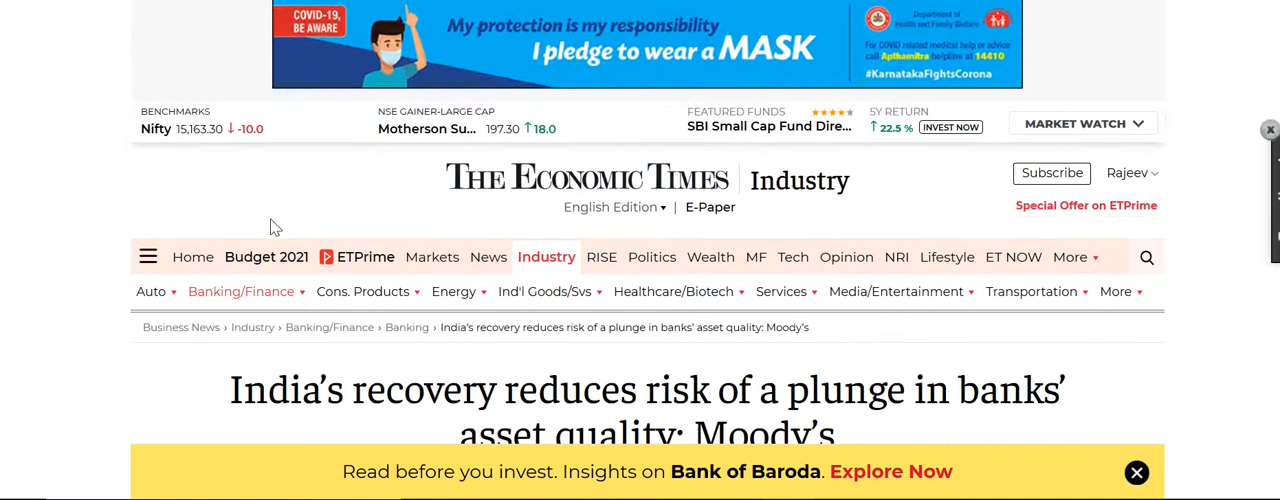 COVID-19,
BE AWARE
My protection is my responsibility
I pledge to wear a MASK
Department of
Health and Family Welfare
For COVID related medical help or advice
call Apthamitra helpline at 14410
#KarnatakaFightsCorona
BENCHMARKS
Nifty 15,163.30 ↓ -10.0
NSE GAINER-LARGE CAP
Motherson Su... 197.30 ↑ 18.0
FEATURED FUNDS ★★★★★
SBI Small Cap Fund Dire...
5Y RETURN
↑ 22.5 % INVEST NOW
MARKET WATCH
THE ECONOMIC TIMES | Industry
English Edition ▾ | E-Paper
Subscribe Rajeev
Special Offer on ETPrime
Home Budget 2021 ETPrime Markets News Industry RISE Politics Wealth MF Tech Opinion NRI Lifestyle ET NOW More ▾
Auto ▾ Banking/Finance ▾ Cons. Products ▾ Energy ▾ Ind'l Goods/Svs ▾ Healthcare/Biotech ▾ Services ▾ Media/Entertainment ▾ Transportation ▾ More ▾
Business News › Industry › Banking/Finance › Banking › India's recovery reduces risk of a plunge in banks' asset quality: Moody's
India's recovery reduces risk of a plunge in banks'
asset quality: Moody's
Read before you invest. Insights on Bank of Baroda. Explore Now